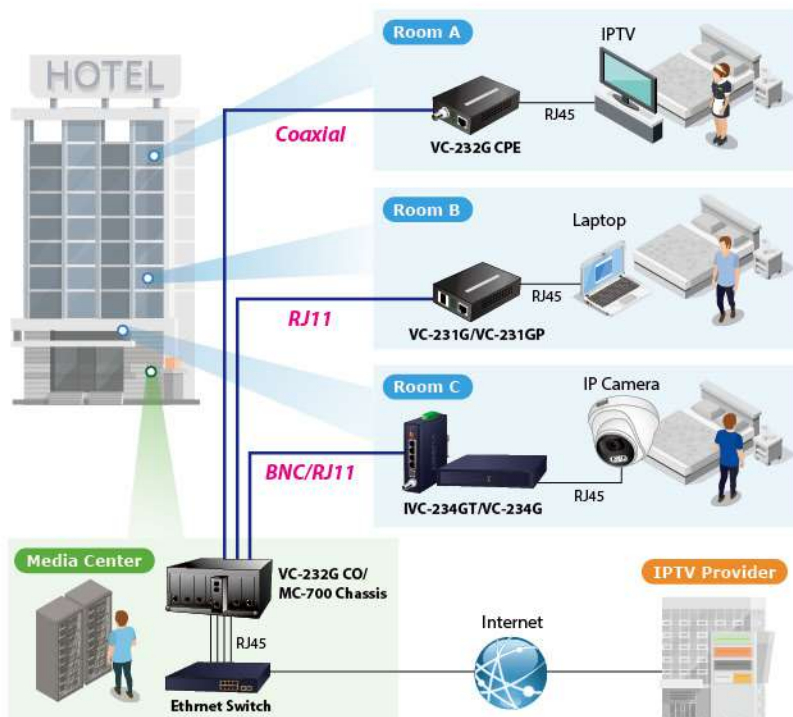 HOTEL
Room A
IPTV
Coaxial
RJ45
VC-232G CPE
Room B
Laptop
RJ11
RJ45
VC-231G/VC-231GP
Room C
IP Camera
BNC/RJ11
RJ45
IVC-234GT/VC-234G
Media Center
VC-232G CO/
MC-700 Chassis
IPTV Provider
RJ45
Internet
Ethrnet Switch